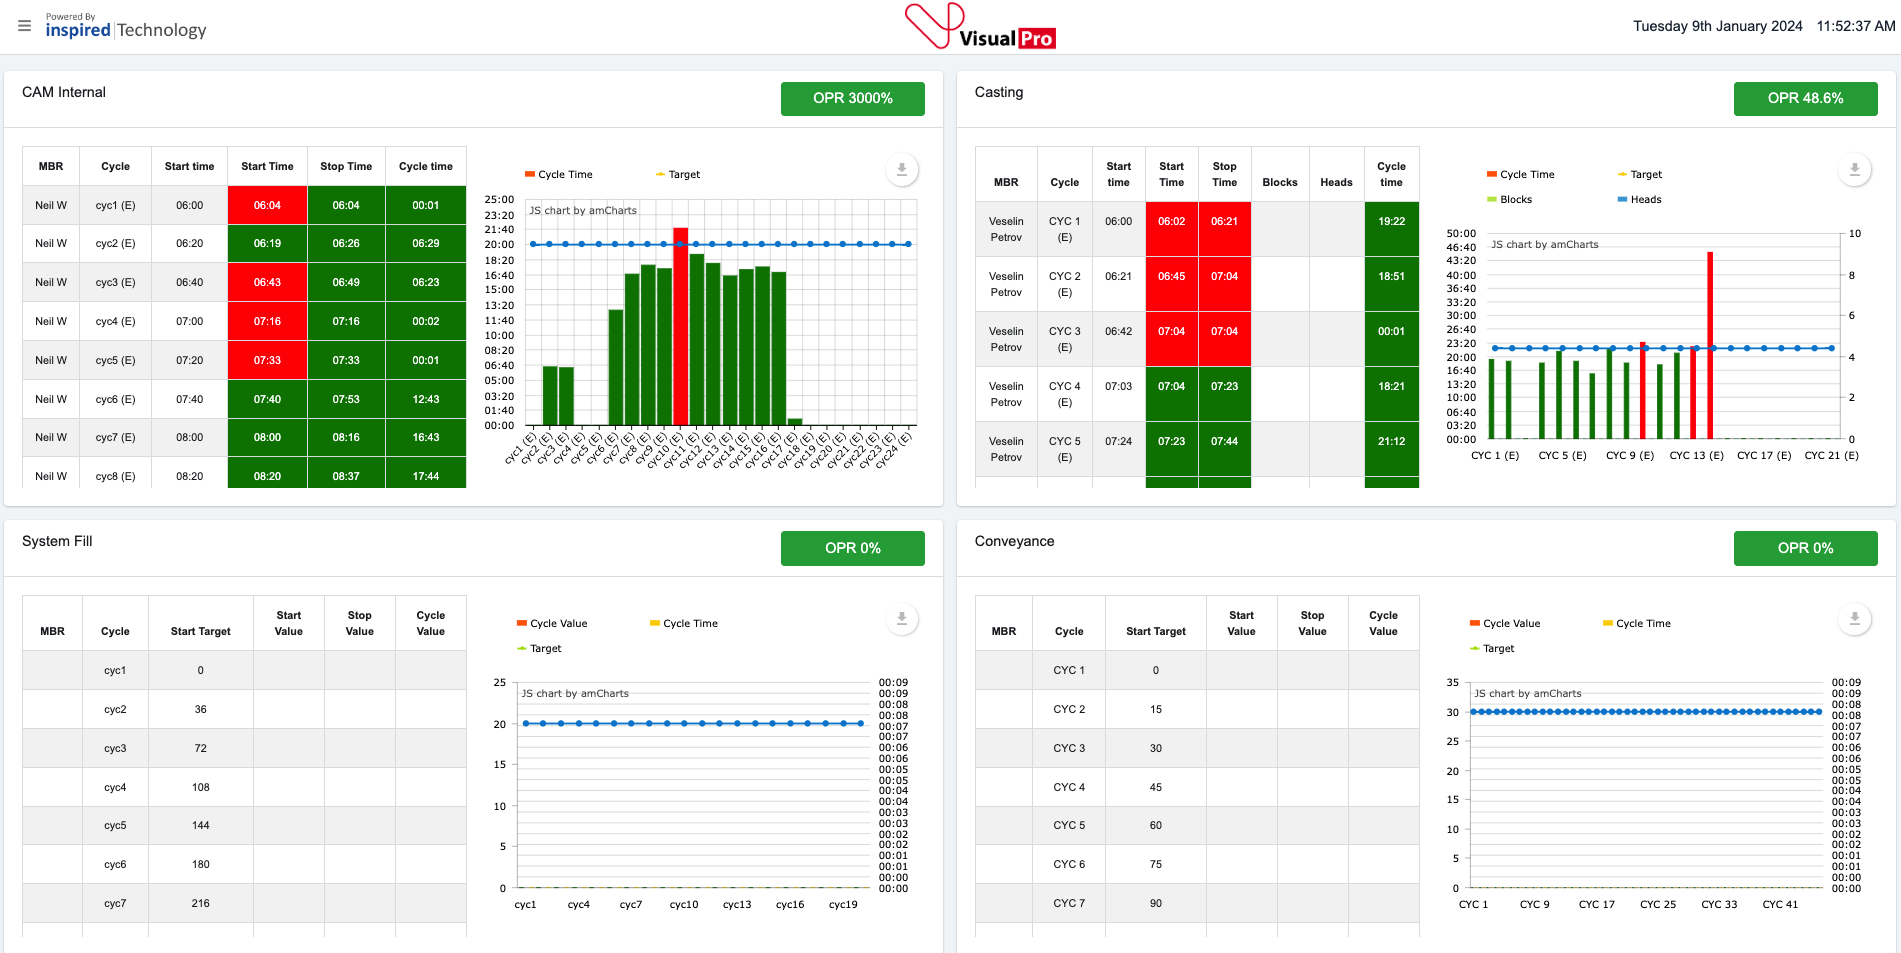 Powered By
inspired Technology
VisualPro
Tuesday 9th January 2024 11:52:37 AM
CAM Internal
OPR 3000%
MBR Cycle Start time Start Time Stop Time Cycle time
Neil W cyc1 (E) 06:00 06:04 06:04 00:01
Neil W cyc2 (E) 06:20 06:19 06:26 06:29
Neil W cyc3 (E) 06:40 06:43 06:49 06:23
Neil W cyc4 (E) 07:00 07:16 07:16 00:02
Neil W cyc5 (E) 07:20 07:33 07:33 00:01
Neil W cyc6 (E) 07:40 07:40 07:53 12:43
Neil W cyc7 (E) 08:00 08:00 08:16 16:43
Neil W cyc8 (E) 08:20 08:20 08:37 17:44
Cycle Time Target
JS chart by amCharts
25:00
23:20
21:40
20:00
18:20
16:40
15:00
13:20
11:40
10:00
08:20
06:40
05:00
03:20
01:40
00:00
cyc1 (E) cyc2 (E) cyc3 (E) cyc4 (E) cyc5 (E) cyc6 (E) cyc7 (E) cyc8 (E) cyc9 (E) cyc10 (E) cyc11 (E) cyc12 (E) cyc13 (E) cyc14 (E) cyc15 (E) cyc16 (E) cyc17 (E) cyc18 (E) cyc19 (E) cyc20 (E) cyc21 (E) cyc22 (E) cyc23 (E) cyc24 (E)
Casting
OPR 48.6%
MBR Cycle Start time Start Time Stop Time Blocks Heads Cycle time
Veselin Petrov CYC 1 (E) 06:00 06:02 06:21 19:22
Veselin Petrov CYC 2 (E) 06:21 06:45 07:04 18:51
Veselin Petrov CYC 3 (E) 06:42 07:04 07:04 00:01
Veselin Petrov CYC 4 (E) 07:03 07:04 07:23 18:21
Veselin Petrov CYC 5 (E) 07:24 07:23 07:44 21:12
Cycle Time Target
Blocks Heads
JS chart by amCharts
50:00
46:40
43:20
40:00
36:40
33:20
30:00
26:40
23:20
20:00
16:40
13:20
10:00
06:40
03:20
00:00
10
8
6
4
2
0
CYC 1 (E) CYC 5 (E) CYC 9 (E) CYC 13 (E) CYC 17 (E) CYC 21 (E)
System Fill
OPR 0%
MBR Cycle Start Target Start Value Stop Value Cycle Value
cyc1 0
cyc2 36
cyc3 72
cyc4 108
cyc5 144
cyc6 180
cyc7 216
Cycle Value Cycle Time
Target
JS chart by amCharts
25
20
15
10
5
0
00:09
00:09
00:08
00:08
00:07
00:07
00:06
00:06
00:05
00:05
00:04
00:04
00:03
00:03
00:02
00:02
00:01
00:01
00:00
00:00
cyc1 cyc4 cyc7 cyc10 cyc13 cyc16 cyc19
Conveyance
OPR 0%
MBR Cycle Start Target Start Value Stop Value Cycle Value
CYC 1 0
CYC 2 15
CYC 3 30
CYC 4 45
CYC 5 60
CYC 6 75
CYC 7 90
Cycle Value Cycle Time
Target
JS chart by amCharts
35
30
25
20
15
10
5
0
00:09
00:09
00:08
00:08
00:07
00:07
00:06
00:06
00:05
00:05
00:04
00:04
00:03
00:03
00:02
00:02
00:01
00:01
00:00
00:00
CYC 1 CYC 9 CYC 17 CYC 25 CYC 33 CYC 41